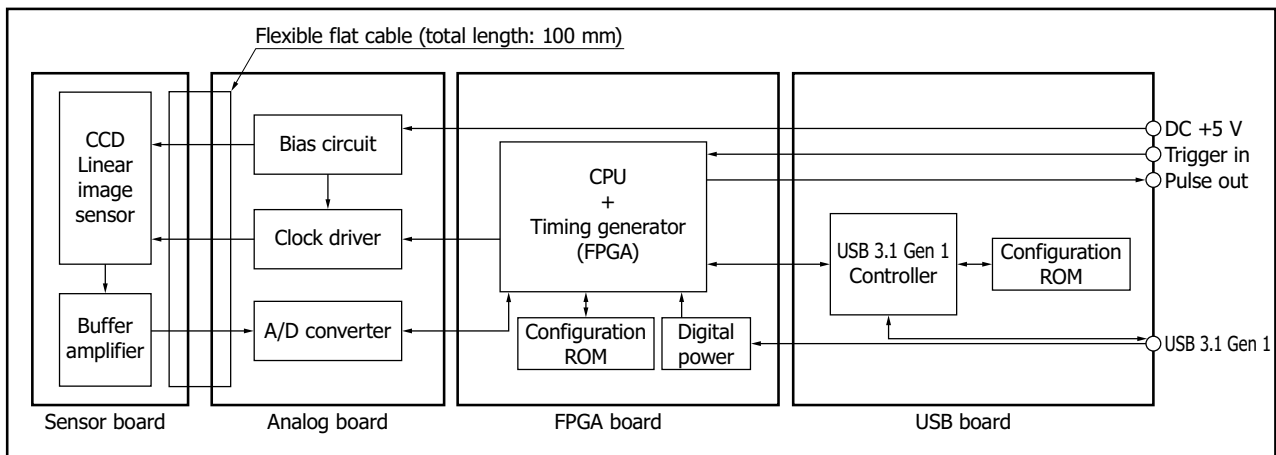 Flexible flat cable (total length: 100 mm)
CCD
Linear
image
sensor
Buffer
amplifier
Sensor board
Bias circuit
Clock driver
A/D converter
Analog board
CPU
+
Timing generator
(FPGA)
Configuration
ROM
Digital
power
FPGA board
USB 3.1 Gen 1
Controller
Configuration
ROM
USB board
DC +5 V
Trigger in
Pulse out
USB 3.1 Gen 1